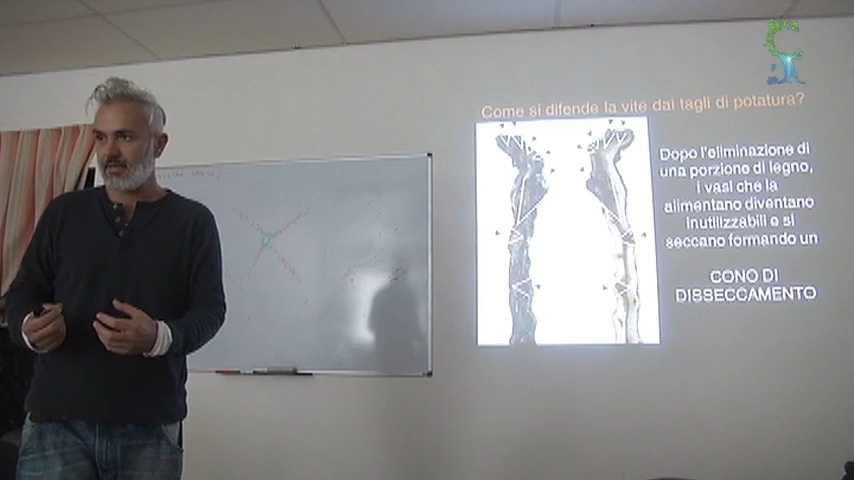 Come si difende la vite dai tagli di potatura?
Dopo l'eliminazione di
una porzione di legno,
i vasi che la
alimentano diventano
inutilizzabili e si
seccano formando un
CONO DI
DISSECCAMENTO